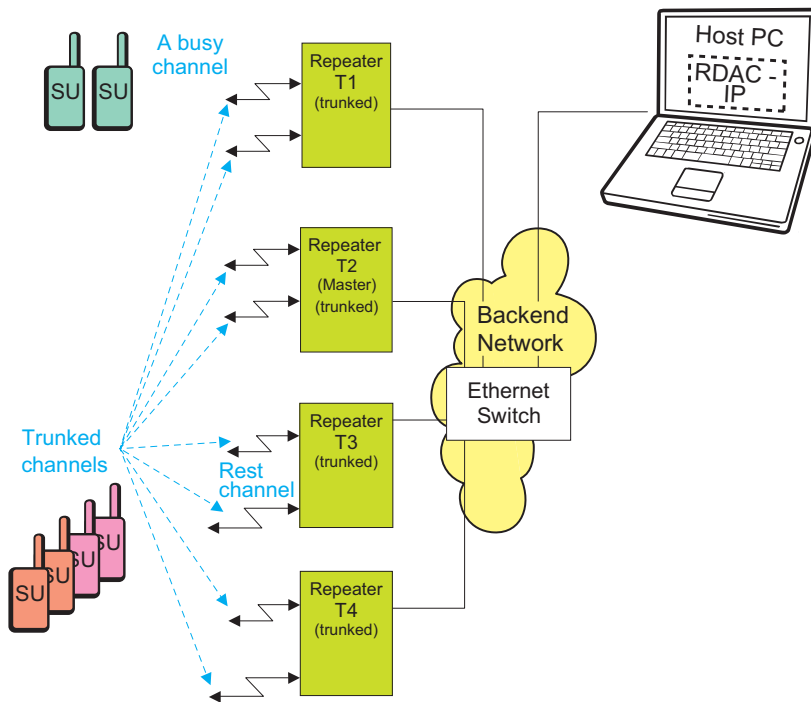 A busy
channel
SU
SU
Repeater
T1
(trunked)
Host PC
RDAC -
IP
Repeater
T2
(Master)
(trunked)
Backend
Network
Ethernet
Switch
Repeater
T3
(trunked)
Trunked
channels
Rest
channel
SU
SU
SU
SU
Repeater
T4
(trunked)